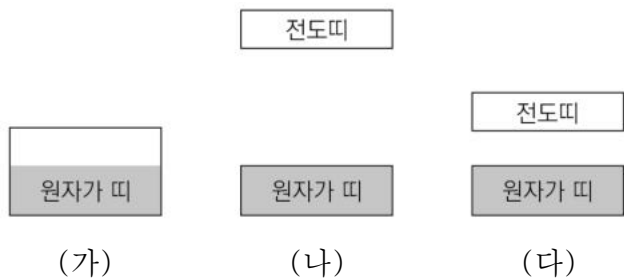 전도띠
전도띠
원자가 띠
원자가 띠
원자가 띠
(가)
(나)
(다)